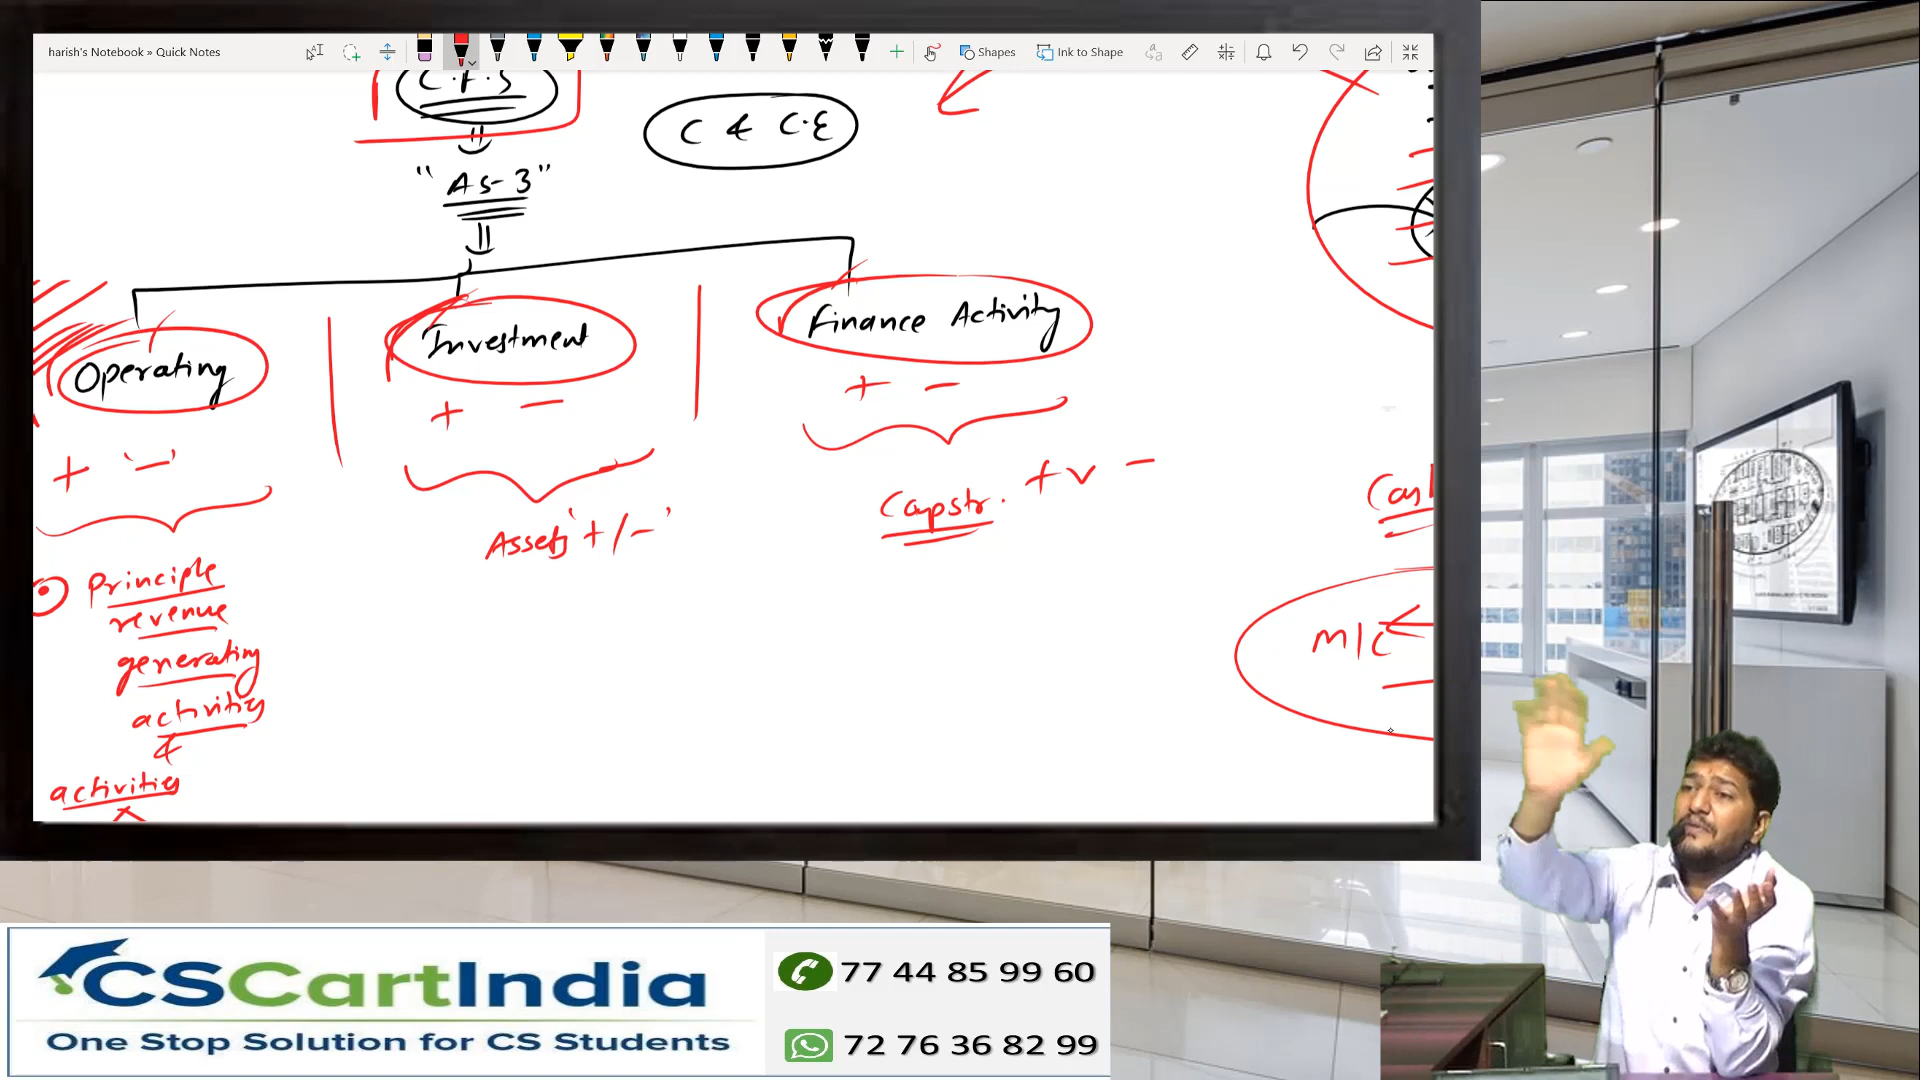 harish's Notebook » Quick Notes
Shapes
Ink to Shape
C.F.S
C & C.E
"AS-3"
Operating
Investment
Finance Activity
+ -
+ -
+ '-'
Assets '+/-'
Capstr. + v -
Principle
revenue
generating
activities
&
activities
M/C
CSCartIndia
One Stop Solution for CS Students
77 44 85 99 60
72 76 36 82 99